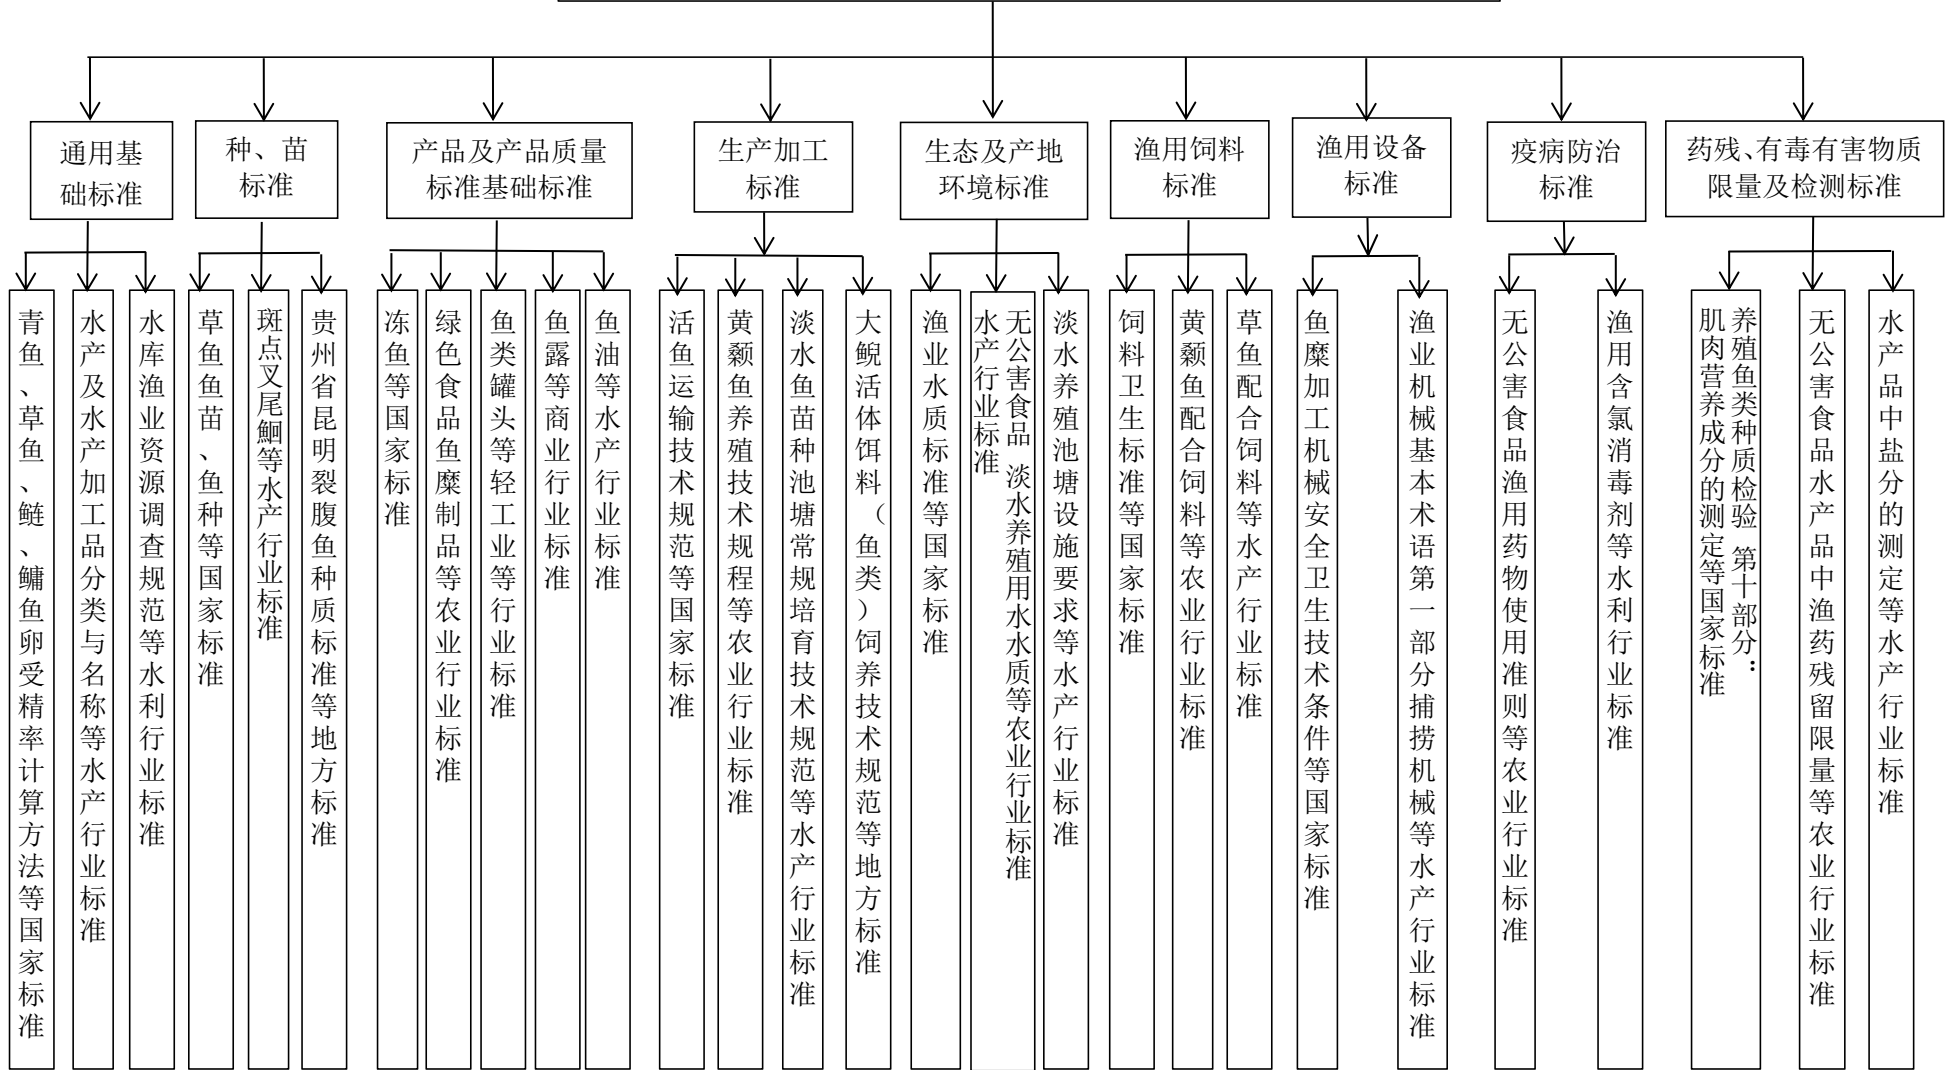 通用基
础标准
种、苗
标准
产品及产品质量
标准基础标准
生产加工
标准
生态及产地
环境标准
渔用饲料
标准
渔用设备
标准
疫病防治
标准
药残、有毒有害物质
限量及检测标准
青鱼、草鱼、鲢、鳙鱼卵受精率计算方法等国家标准
水产及水产加工品分类与名称等水产行业标准
水库渔业资源调查规范等水利行业标准
草鱼鱼苗、鱼种等国家标准
斑点叉尾鮰等水产行业标准
贵州省昆明裂腹鱼种质标准等地方标准
冻鱼等国家标准
绿色食品鱼糜制品等农业行业标准
鱼类罐头等轻工业等行业标准
鱼露等商业行业标准
鱼油等水产行业标准
活鱼运输技术规范等国家标准
黄颡鱼养殖技术规程等农业行业标准
淡水鱼苗种池塘常规培育技术规范等水产行业标准
大鲵活体饵料（鱼类）饲养技术规范等地方标准
渔业水质标准等国家标准
无公害食品 淡水养殖用水水质等农业行业标准
水产行业标准
淡水养殖池塘设施要求等水产行业标准
饲料卫生标准等国家标准
黄颡鱼配合饲料等农业行业标准
草鱼配合饲料等水产行业标准
鱼糜加工机械安全卫生技术条件等国家标准
渔业机械基本术语第一部分捕捞机械等水产行业标准
无公害食品渔用药物使用准则等农业行业标准
渔用含氯消毒剂等水利行业标准
养殖鱼类种质检验 第十部分：
肌肉营养成分的测定等国家标准
无公害食品水产品中渔药残留限量等农业行业标准
水产品中盐分的测定等水产行业标准